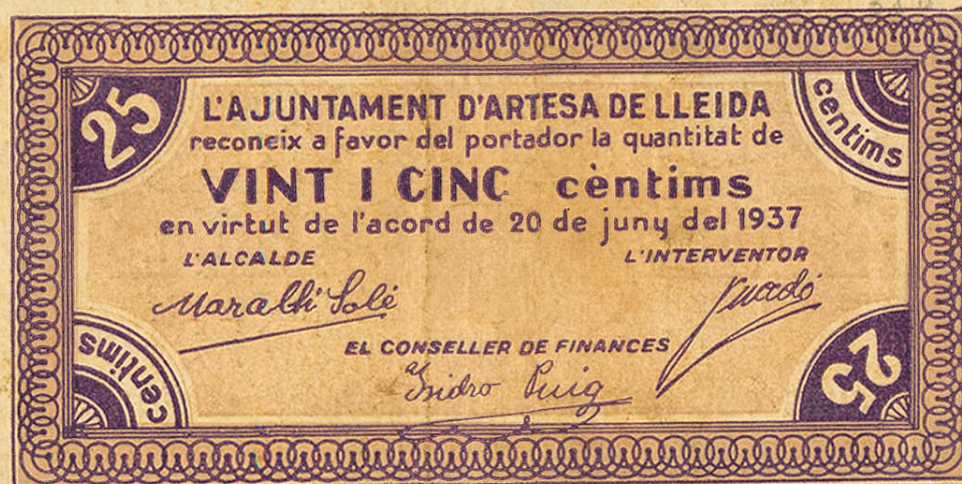 25
centims
L'AJUNTAMENT D'ARTESA DE LLEIDA
reconeix a favor del portador la quantitat de
VINT I CINC cèntims
en virtut de l'acord de 20 de juny del 1937
L'ALCALDE
L'INTERVENTOR
Solé
EL CONSELLER DE FINANCES
Isidro Puig
centims
25